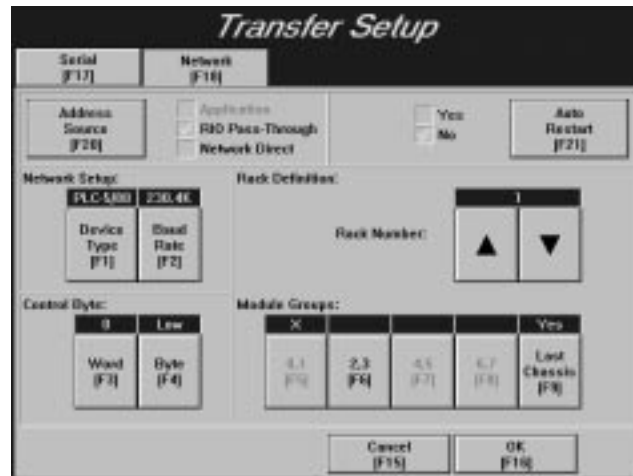 Transfer Setup
Serial
[F17]
Network
[F18]
Address
Source
[F20]
Application
RIO Pass-Through
Network Direct
Yes
No
Auto
Restart
[F21]
Network Setup:
PLC-5/80
230.4K
Device
Type
[F1]
Baud
Rate
[F2]
Rack Definition:
1
Rack Number:
Control Byte:
0
Low
Word
[F3]
Byte
[F4]
Module Groups:
X
Yes
0,1
[F5]
2,3
[F6]
4,5
[F7]
6,7
[F8]
Last
Chassis
[F9]
Cancel
[F15]
OK
[F16]